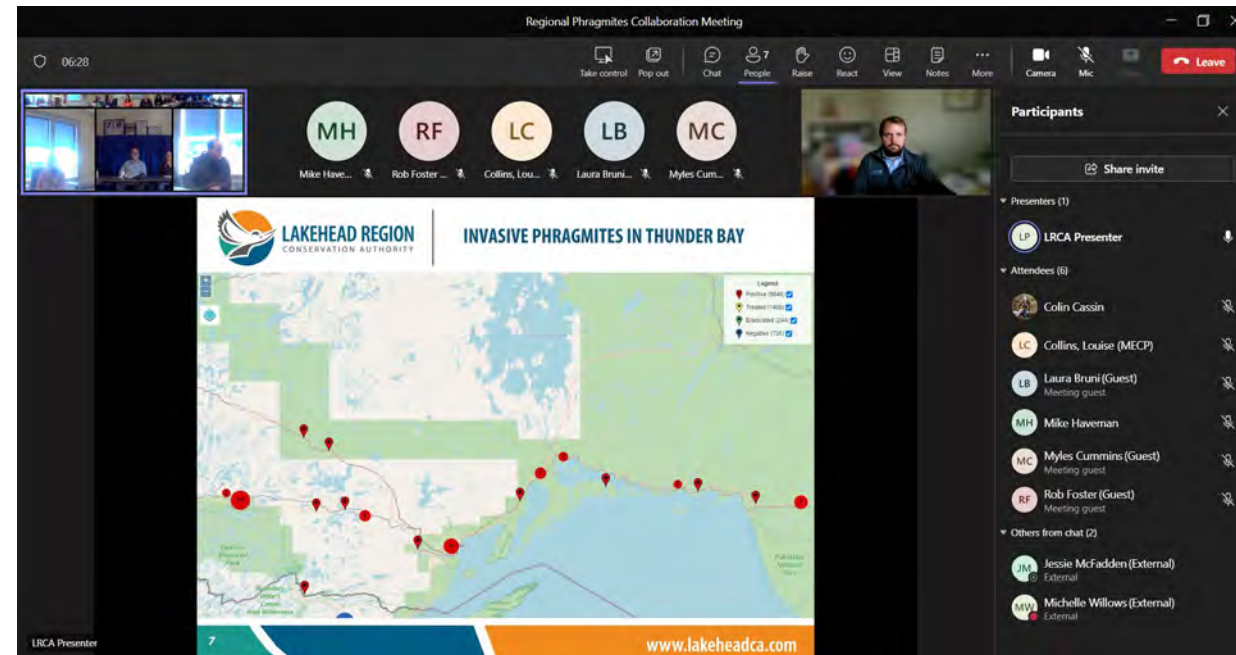 Regional Phragmites Collaboration Meeting
06:28
Take control Pop out Chat People 7 Raise React View Notes More Camera Mic Leave
MH RF LC LB MC
Mike Have... Rob Foster ... Collins, Lou... Laura Bruni... Myles Cum...
Participants
Share invite
Presenters (1)
LP LRCA Presenter
Attendees (6)
Colin Cassin
LC Collins, Louise (MECP)
LB Laura Bruni (Guest)
Meeting guest
MH Mike Haveman
MC Myles Cummins (Guest)
Meeting guest
RF Rob Foster (Guest)
Meeting guest
Others from chat (2)
JM Jessie McFadden (External)
External
MW Michelle Willows (External)
External
LAKEHEAD REGION
CONSERVATION AUTHORITY
INVASIVE PHRAGMITES IN THUNDER BAY
Legend
Positive
Treated
Eradicated (244)
Negative
7
www.lakeheadca.com
LRCA Presenter